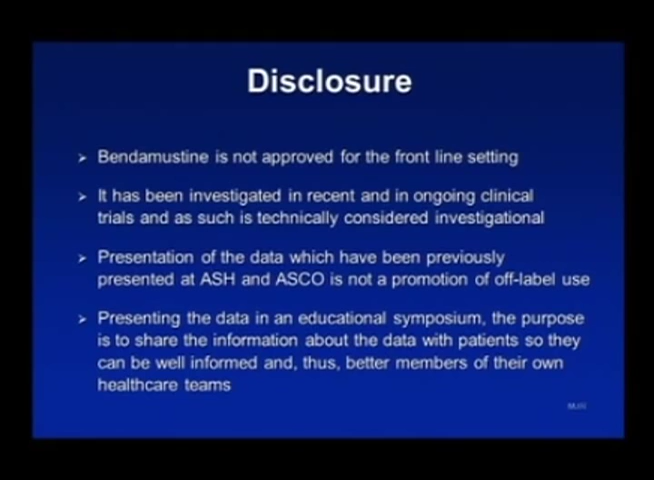 Disclosure
➢ Bendamustine is not approved for the front line setting
➢ It has been investigated in recent and in ongoing clinical
trials and as such is technically considered investigational
➢ Presentation of the data which have been previously
presented at ASH and ASCO is not a promotion of off-label use
➢ Presenting the data in an educational symposium, the purpose
is to share the information about the data with patients so they
can be well informed and, thus, better members of their own
healthcare teams